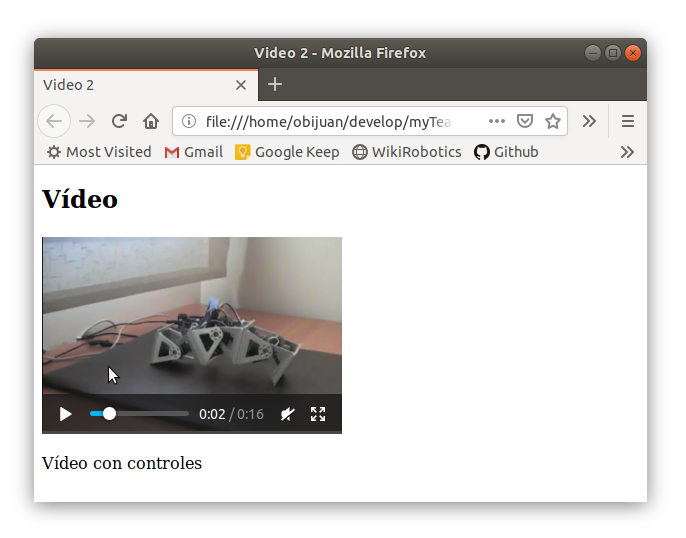 Video 2 - Mozilla Firefox
Video 2
file:///home/obijuan/develop/myTea
Most Visited Gmail Google Keep WikiRobotics Github
Vídeo
0:02 / 0:16
Vídeo con controles